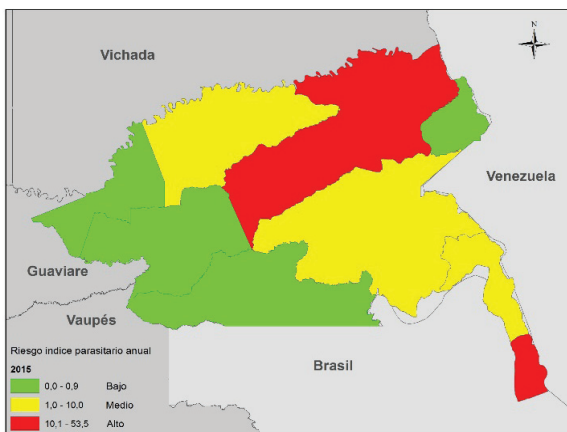 N
Vichada
Venezuela
Guaviare
Vaupés
Brasil
Riesgo indice parasitario anual
2015
0,0 - 0,9 Bajo
1,0 - 10,0 Medio
10,1 - 53,5 Alto